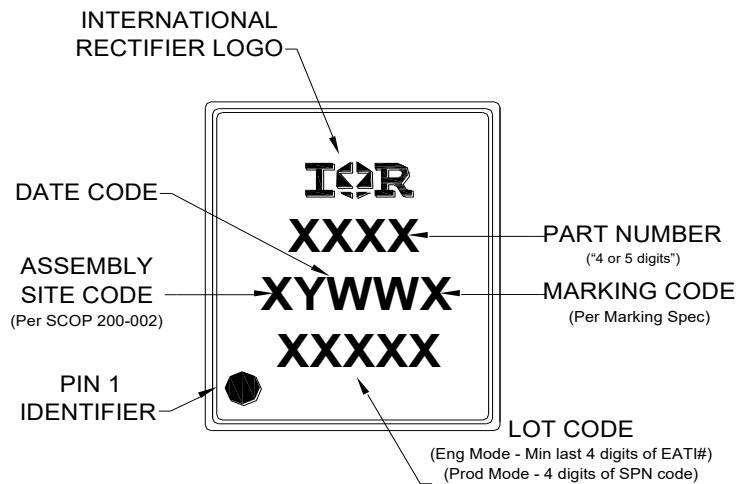 INTERNATIONAL
RECTIFIER LOGO
IOR
DATE CODE
XXXX
PART NUMBER
("4 or 5 digits")
ASSEMBLY
SITE CODE
(Per SCOP 200-002)
XYWWX
MARKING CODE
(Per Marking Spec)
XXXXX
PIN 1
IDENTIFIER
LOT CODE
(Eng Mode - Min last 4 digits of EATI#)
(Prod Mode - 4 digits of SPN code)